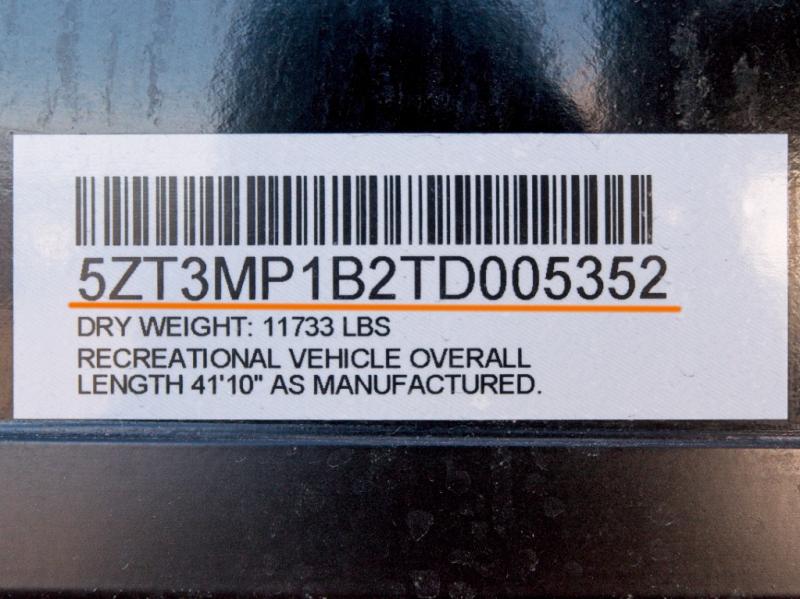 5ZT3MP1B2TD005352
DRY WEIGHT: 11733 LBS
RECREATIONAL VEHICLE OVERALL
LENGTH 41'10" AS MANUFACTURED.